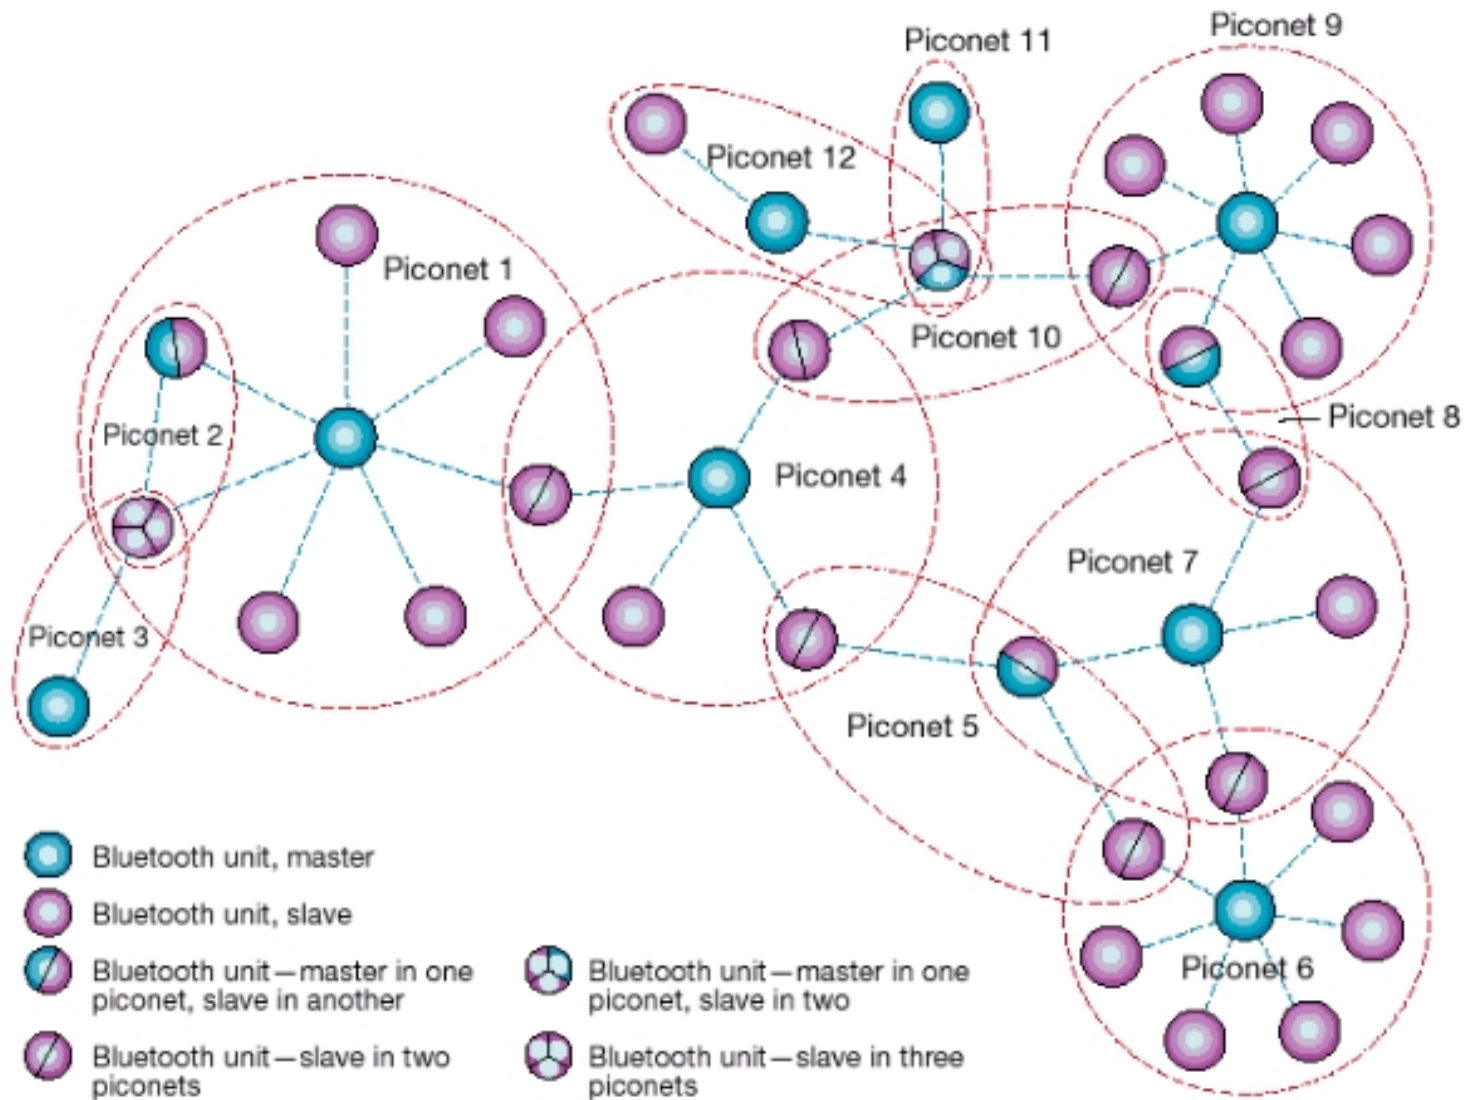 Piconet 9
Piconet 11
Piconet 12
Piconet 1
Piconet 10
Piconet 8
Piconet 2
Piconet 4
Piconet 7
Piconet 3
Piconet 5
Piconet 6
Bluetooth unit, master
Bluetooth unit, slave
Bluetooth unit—master in one
piconet, slave in another
Bluetooth unit—slave in two
piconets
Bluetooth unit—master in one
piconet, slave in two
Bluetooth unit—slave in three
piconets